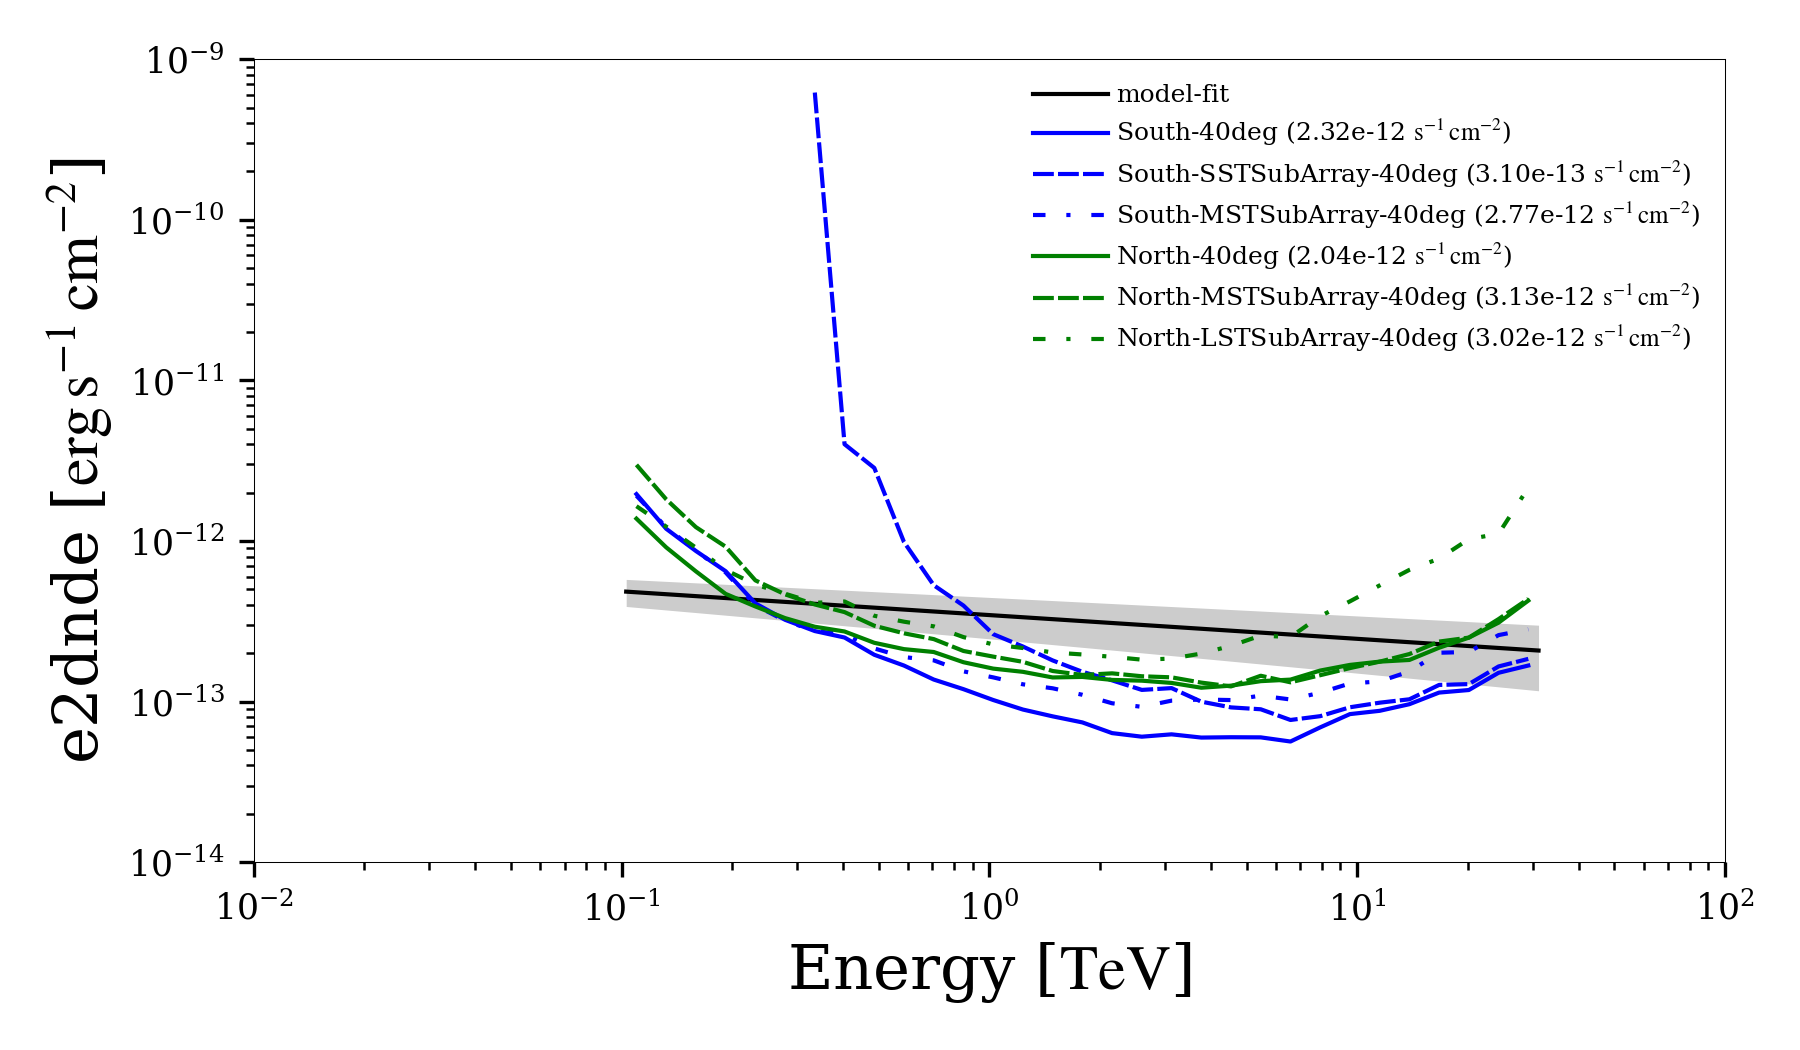 e2dnde [erg s⁻¹ cm⁻²]
10⁻⁹
10⁻¹⁰
10⁻¹¹
10⁻¹²
10⁻¹³
10⁻¹⁴
model-fit
South-40deg (2.32e-12 s⁻¹ cm⁻²)
South-SSTSubArray-40deg (3.10e-13 s⁻¹ cm⁻²)
South-MSTSubArray-40deg (2.77e-12 s⁻¹ cm⁻²)
North-40deg (2.04e-12 s⁻¹ cm⁻²)
North-MSTSubArray-40deg (3.13e-12 s⁻¹ cm⁻²)
North-LSTSubArray-40deg (3.02e-12 s⁻¹ cm⁻²)
10⁻² 10⁻¹ 10⁰ 10¹ 10²
Energy [TeV]